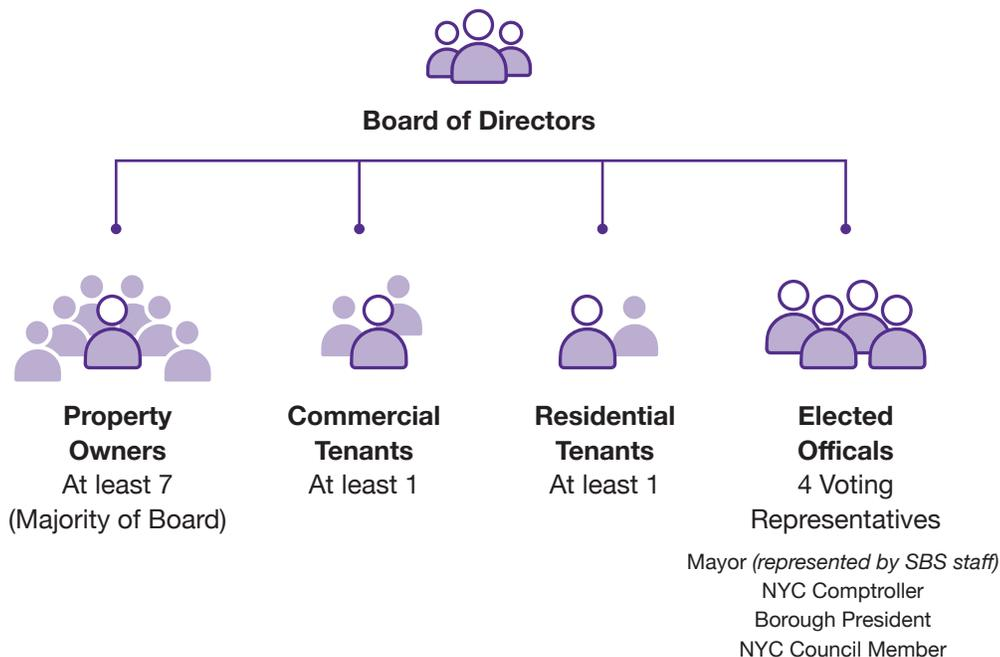 Board of Directors
Property
Owners
At least 7
(Majority of Board)
Commercial
Tenants
At least 1
Residential
Tenants
At least 1
Elected
Officals
4 Voting
Representatives
Mayor (represented by SBS staff)
NYC Comptroller
Borough President
NYC Council Member